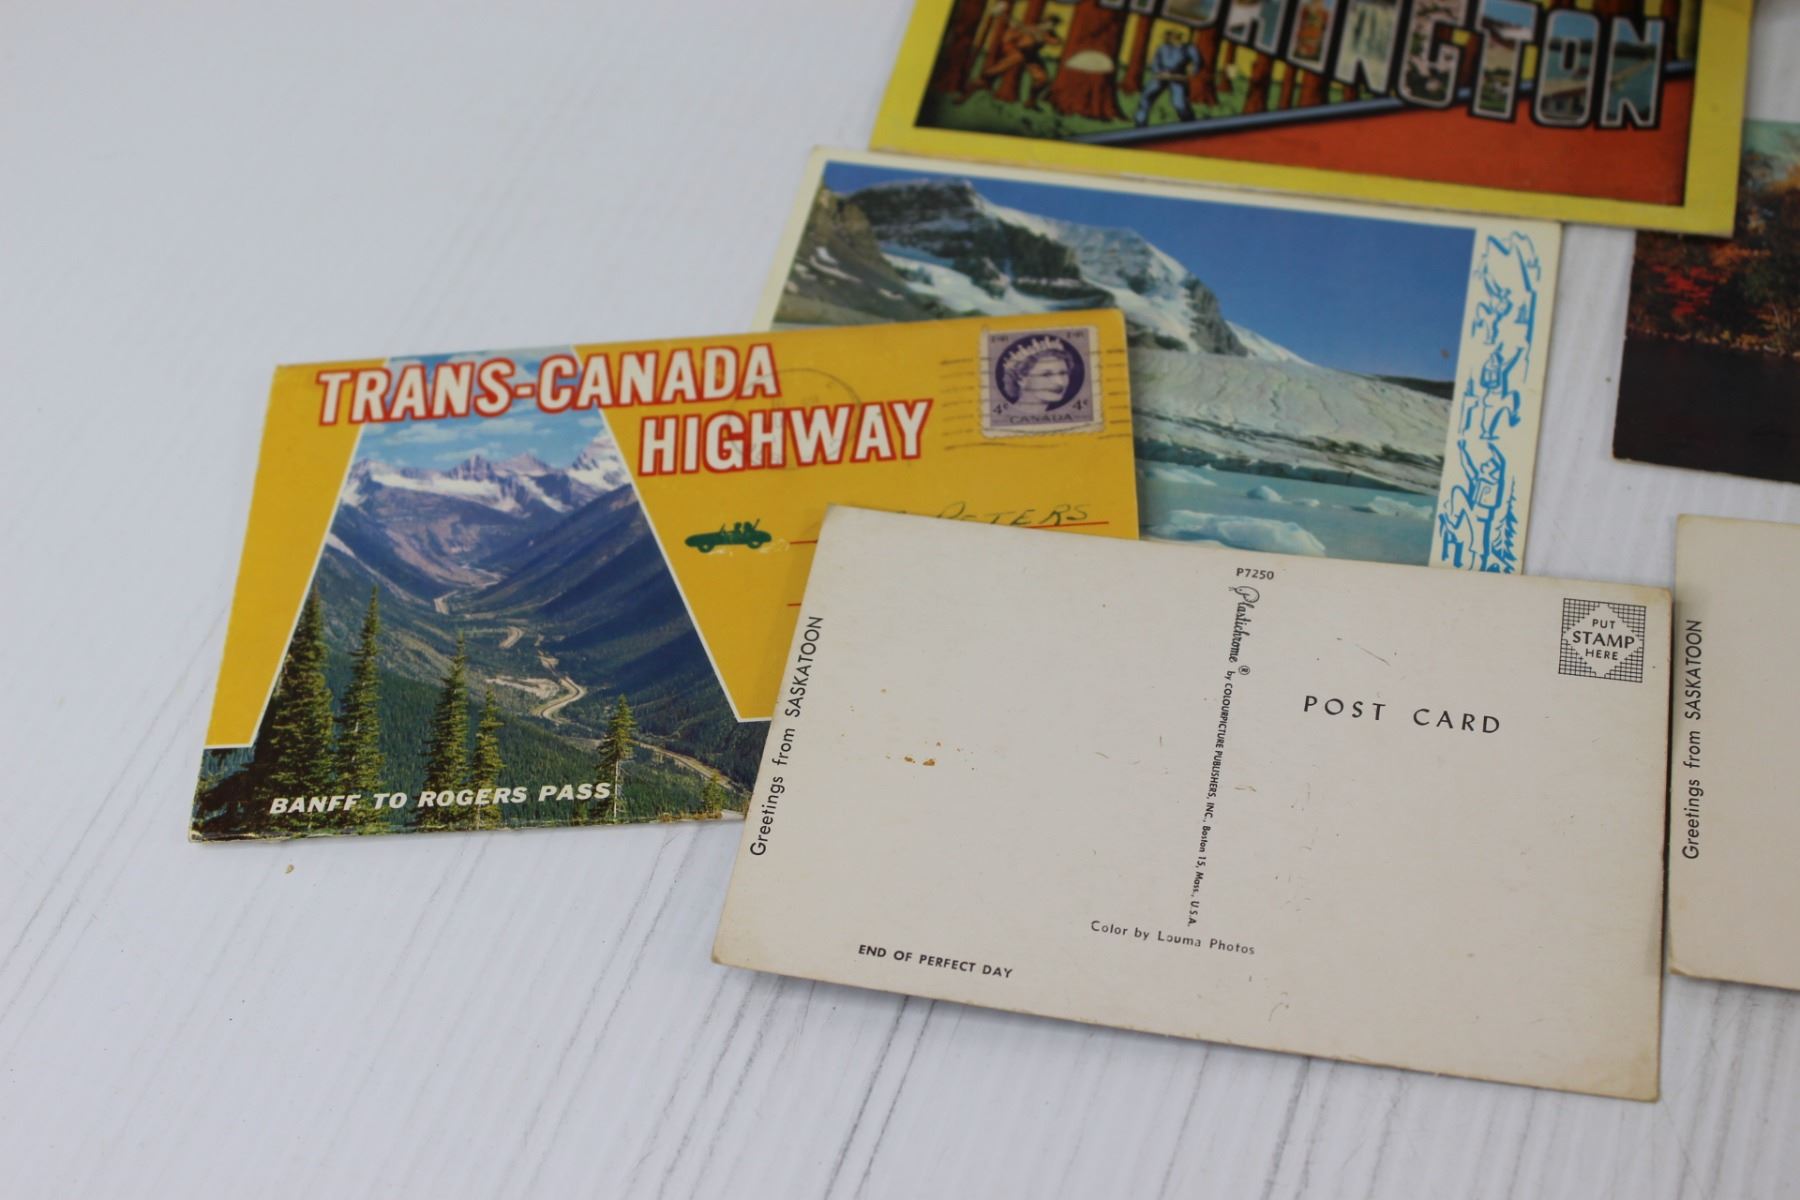 WASHINGTON
TRANS-CANADA
HIGHWAY
4¢ 4¢
CANADA
PETERS
BANFF TO ROGERS PASS
Greetings from SASKATOON
P7250
Plastichrome ® by COLOURPICTURE PUBLISHERS, INC., Boston 15, Mass., U.S.A.
PUT
STAMP
HERE
POST CARD
Color by Louma Photos
END OF PERFECT DAY
Greetings from SASKATOON